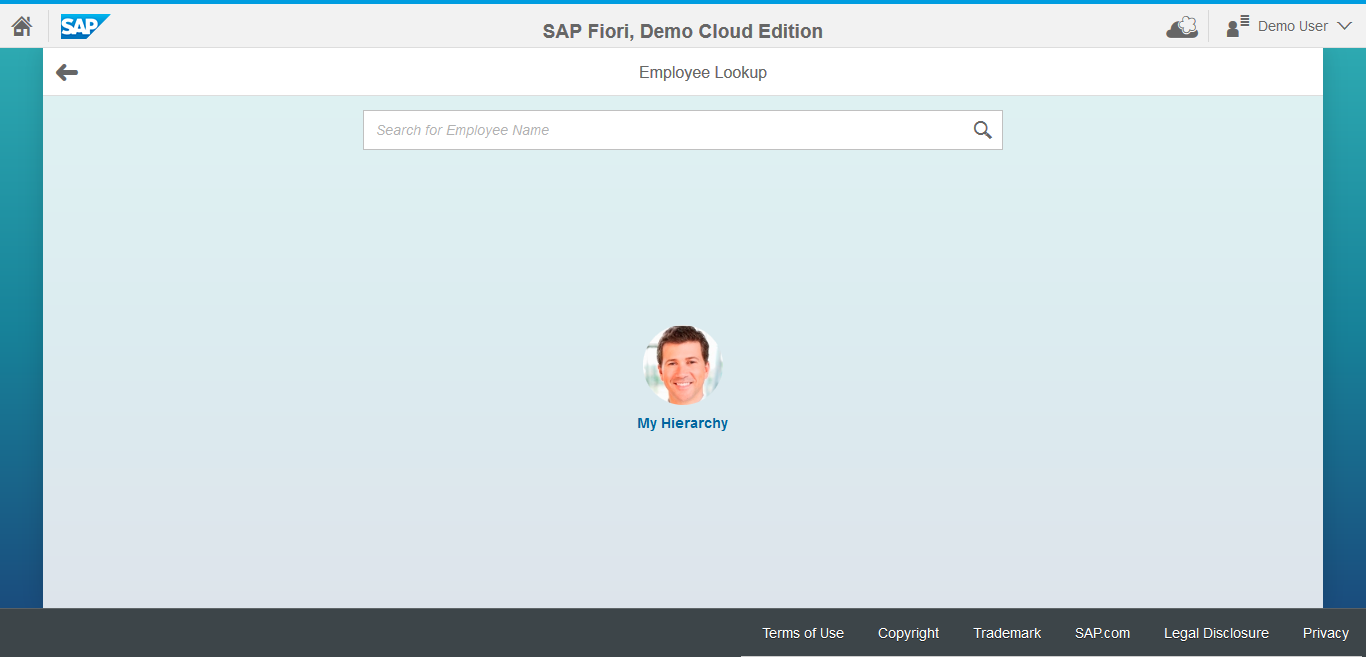 SAP
SAP Fiori, Demo Cloud Edition
Demo User
Employee Lookup
Search for Employee Name
My Hierarchy
Terms of Use Copyright Trademark SAP.com Legal Disclosure Privacy